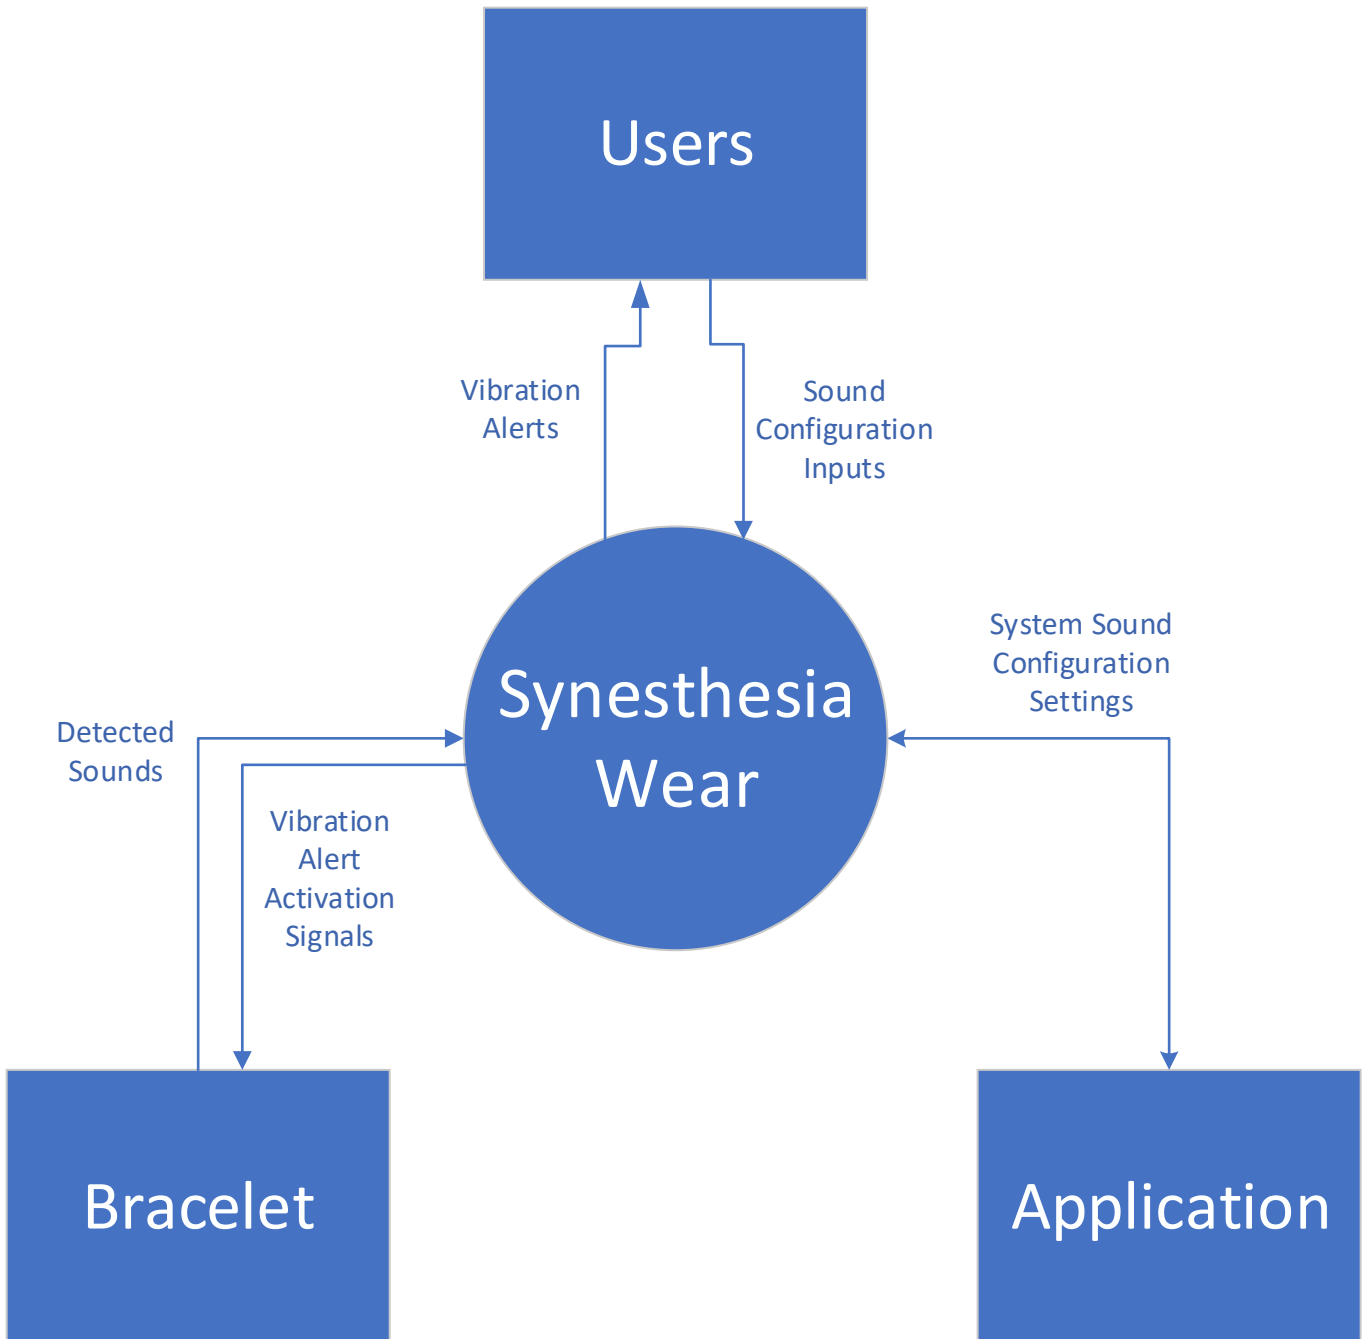 Users
Vibration
Alerts
Sound
Configuration
Inputs
Synesthesia
Wear
System Sound
Configuration
Settings
Detected
Sounds
Vibration
Alert
Activation
Signals
Bracelet
Application